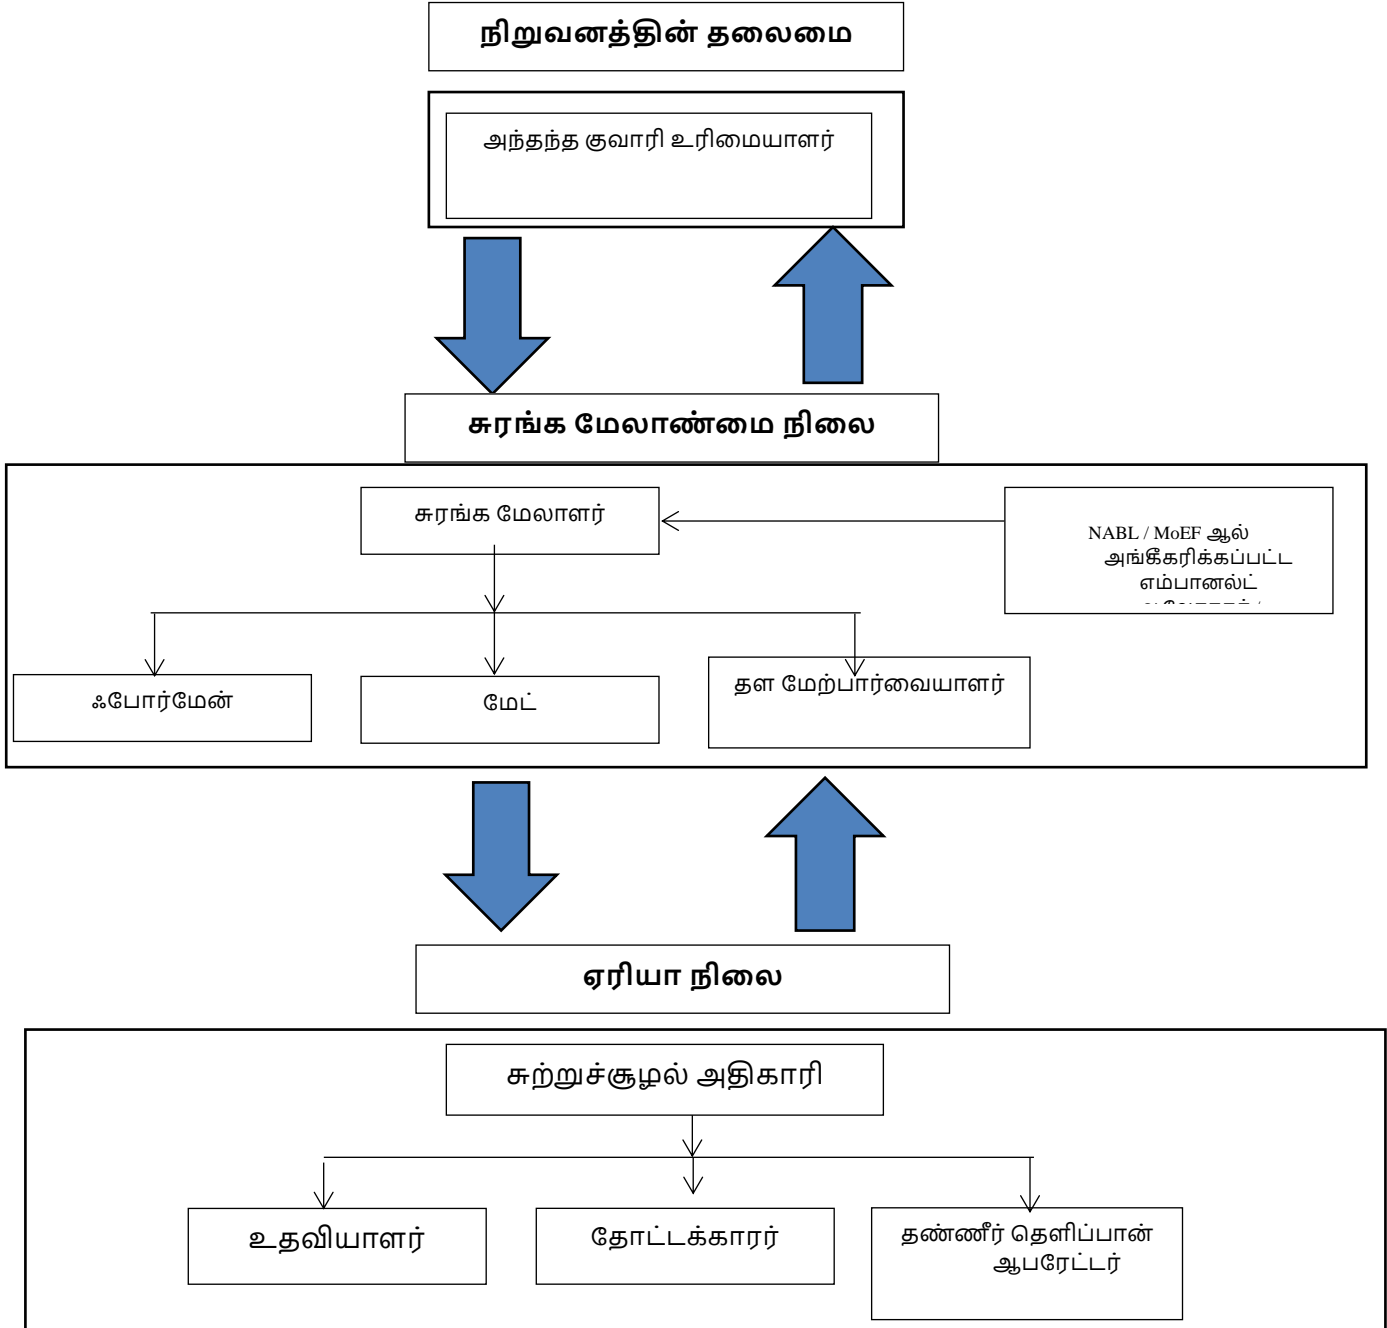 நிறுவனத்தின் தலைமை
அந்தந்த குவாரி உரிமையாளர்
சுரங்க மேலாண்மை நிலை
சுரங்க மேலாளர்
NABL / MoEF ஆல்
அங்கீகரிக்கப்பட்ட
எம்பானல்ட்
ஃபோர்மேன்
மேட்
தள மேற்பார்வையாளர்
ஏரியா நிலை
சுற்றுச்சூழல் அதிகாரி
உதவியாளர்
தோட்டக்காரர்
தண்ணீர் தெளிப்பான்
ஆபரேட்டர்